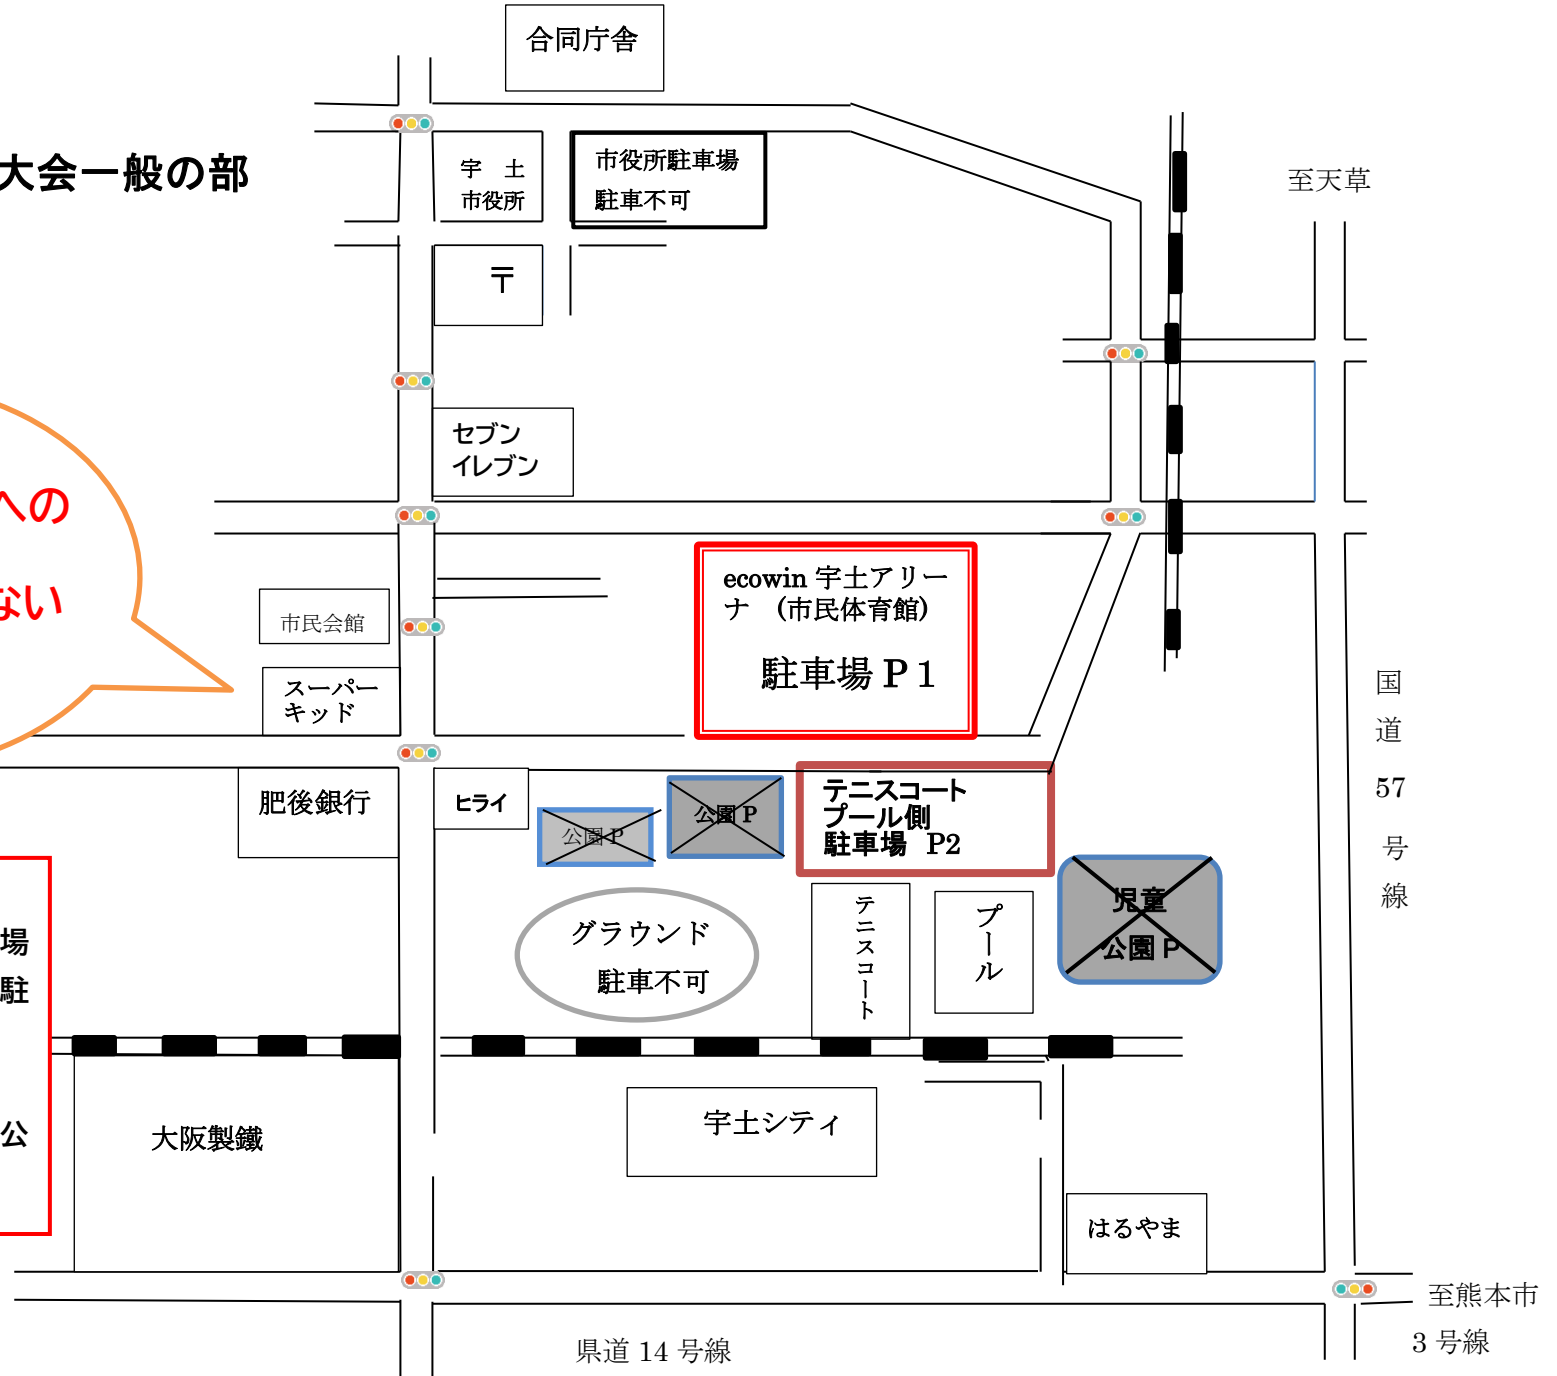 合同庁舎
大会一般の部
宇 土
市役所
市役所駐車場
駐車不可
至天草
〒
セブン
イレブン
への
ない
ecowin 宇土アリー
ナ (市民体育館)
駐車場 P 1
市民会館
スーパー
キッド
国道57号線
肥後銀行
ヒライ
公園 P
公園 P
テニスコート
プール側
駐車場 P2
児童
公園 P
グラウンド
駐車不可
テニスコート
プール
場
駐
公
大阪製鐵
宇土シティ
はるやま
至熊本市
3 号線
県道 14 号線